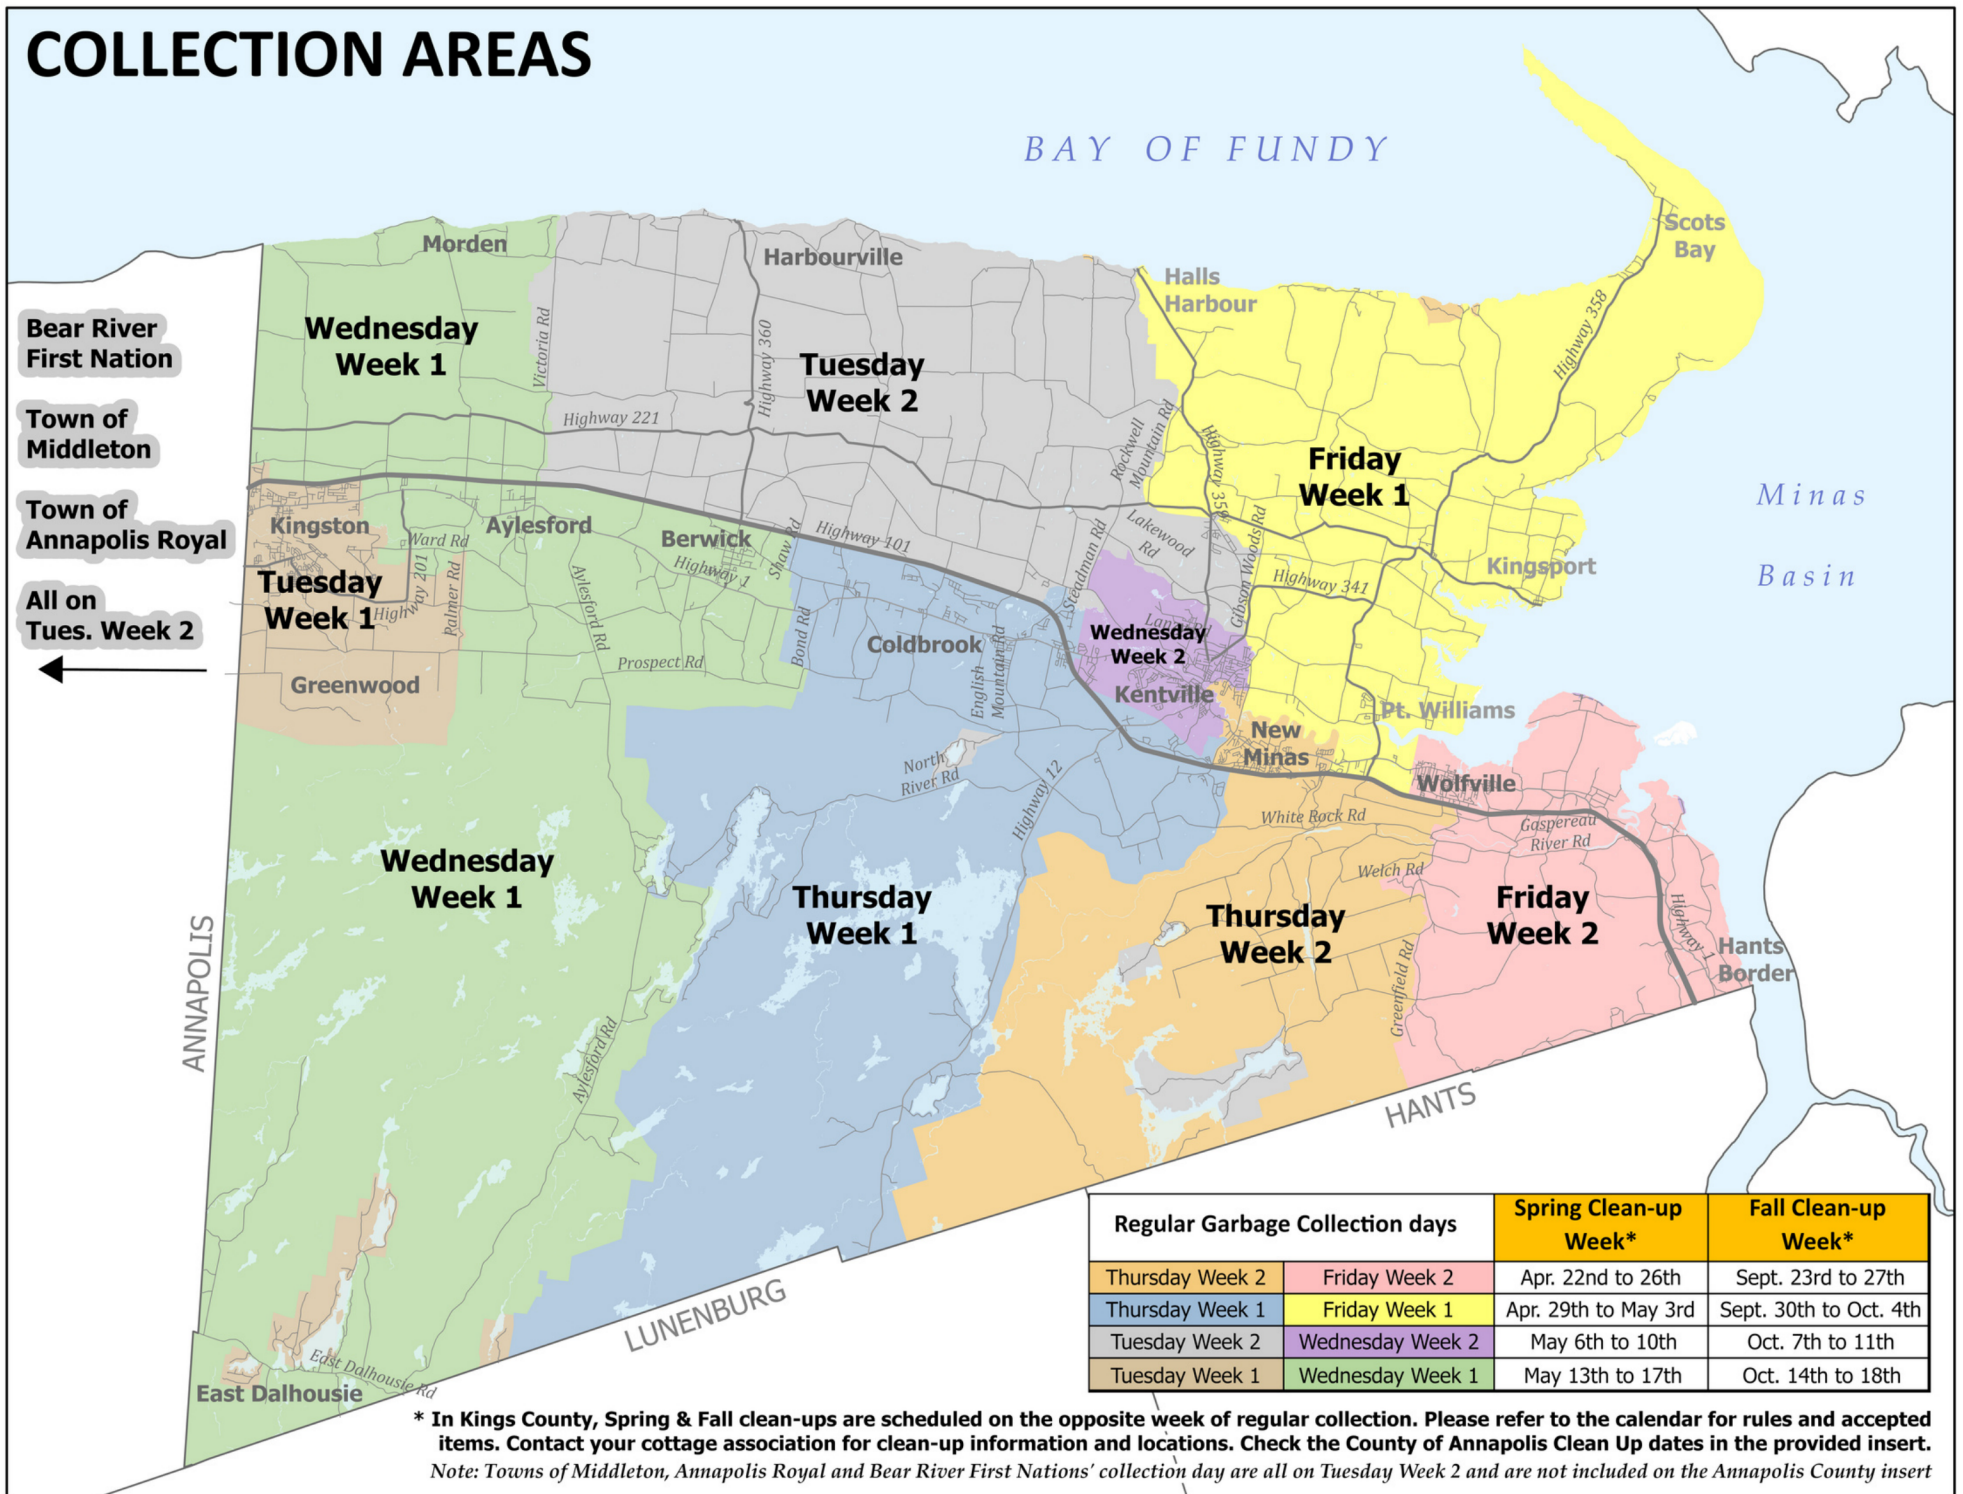 COLLECTION AREAS
BAY OF FUNDY
Scots
Bay
Morden
Harbourville
Halls
Harbour
Bear River
First Nation
Town of
Middleton
Town of
Annapolis Royal
All on
Tues. Week 2
Wednesday
Week 1
Victoria Rd
Highway 360
Tuesday
Week 2
Highway 358
Highway 221
Rockwell
Mountain Rd
Highway 359
Friday
Week 1
Minas
Basin
Kingston
Ward Rd
Aylesford
Berwick
Highway 1
Shaw Rd
Highway 101
Steadman Rd
Lakewood
Rd
Gibson Woods Rd
Highway 341
Kingsport
Tuesday
Week 1
Highway 201
Palmer Rd
Aylesford Rd
Prospect Rd
Bond Rd
Coldbrook
English
Mountain Rd
Wednesday
Week 2
Kentville
Greenwood
Pt. Williams
New
Minas
North
River Rd
Highway 12
Wolfville
White Rock Rd
Gaspereau
River Rd
Welch Rd
Wednesday
Week 1
Thursday
Week 1
Thursday
Week 2
Friday
Week 2
Highway 1
Hants
Border
Greenfield Rd
ANNAPOLIS
Aylesford Rd
HANTS
LUNENBURG
East Dalhousie Rd
East Dalhousie
Regular Garbage Collection days
Spring Clean-up
Week*
Fall Clean-up
Week*
Thursday Week 2 Friday Week 2 Apr. 22nd to 26th Sept. 23rd to 27th
Thursday Week 1 Friday Week 1 Apr. 29th to May 3rd Sept. 30th to Oct. 4th
Tuesday Week 2 Wednesday Week 2 May 6th to 10th Oct. 7th to 11th
Tuesday Week 1 Wednesday Week 1 May 13th to 17th Oct. 14th to 18th
* In Kings County, Spring & Fall clean-ups are scheduled on the opposite week of regular collection. Please refer to the calendar for rules and accepted
items. Contact your cottage association for clean-up information and locations. Check the County of Annapolis Clean Up dates in the provided insert.
Note: Towns of Middleton, Annapolis Royal and Bear River First Nations' collection day are all on Tuesday Week 2 and are not included on the Annapolis County insert